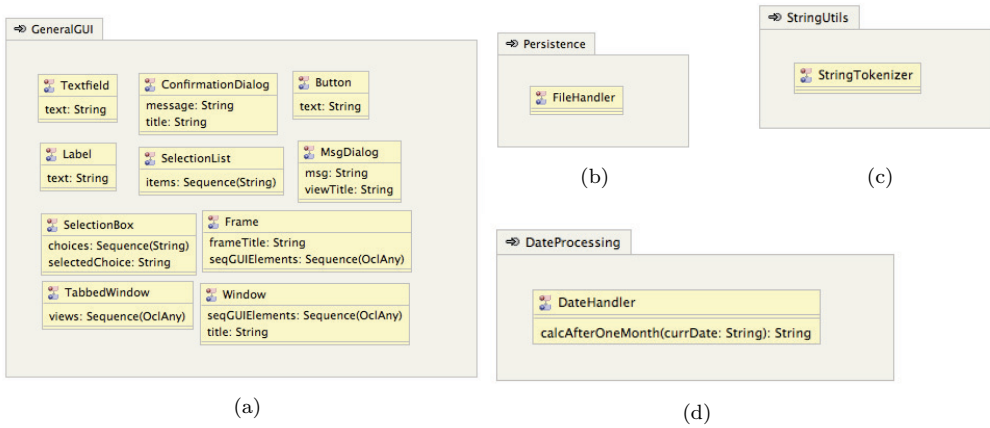 GeneralGUI
Textfield
text: String
ConfirmationDialog
message: String
title: String
Button
text: String
Label
text: String
SelectionList
items: Sequence(String)
MsgDialog
msg: String
viewTitle: String
SelectionBox
choices: Sequence(String)
selectedChoice: String
Frame
frameTitle: String
seqGUIElements: Sequence(OclAny)
TabbedWindow
views: Sequence(OclAny)
Window
seqGUIElements: Sequence(OclAny)
title: String
(a)
Persistence
FileHandler
(b)
StringUtils
StringTokenizer
(c)
DateProcessing
DateHandler
calcAfterOneMonth(currDate: String): String
(d)